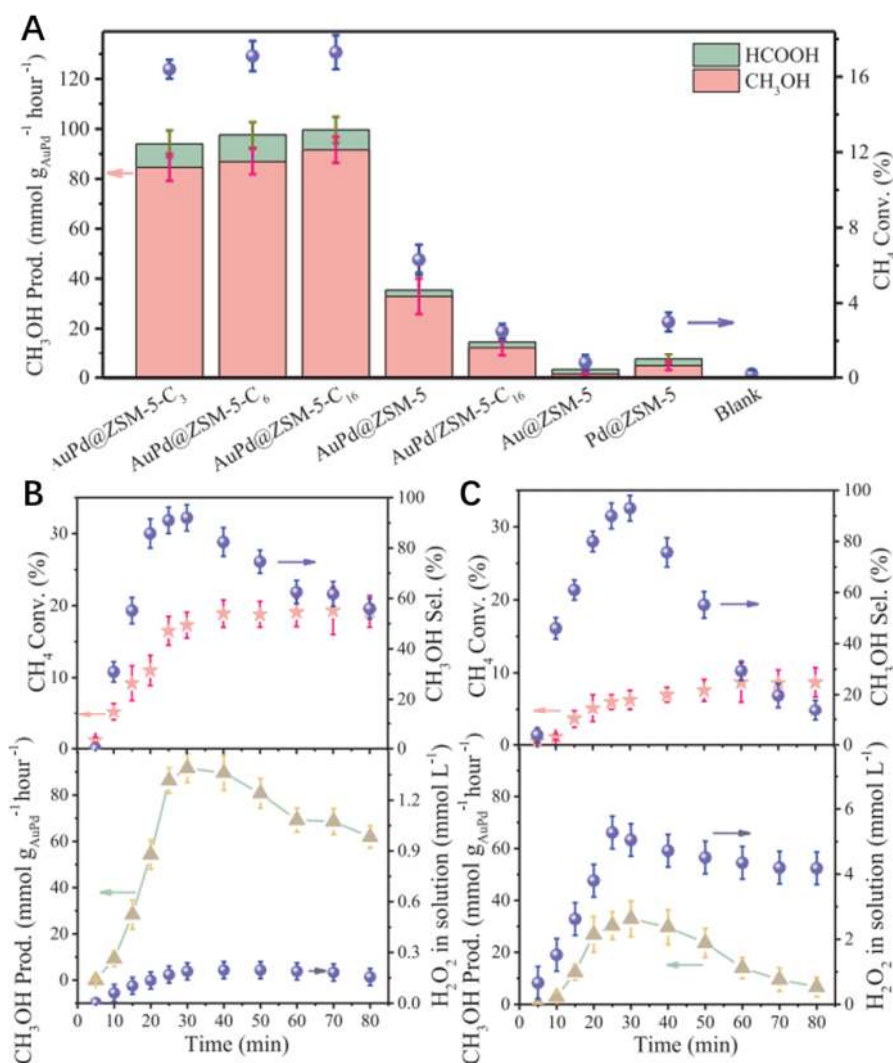 A
CH₃OH Prod. (mmol g_AuPd⁻¹ hour⁻¹)
120
100
80
60
40
20
0
HCOOH
CH₃OH
16
12
8
4
0
CH₄ Conv. (%)
AuPd@ZSM-5-C₃
AuPd@ZSM-5-C₆
AuPd@ZSM-5-C₁₆
AuPd@ZSM-5
AuPd/ZSM-5-C₁₆
Au@ZSM-5
Pd@ZSM-5
Blank
B
CH₄ Conv. (%)
30
20
10
0
100
80
60
40
20
0
CH₃OH Sel. (%)
CH₃OH Prod. (mmol g_AuPd⁻¹ hour⁻¹)
80
60
40
20
0
1.2
0.9
0.6
0.3
0.0
H₂O₂ in solution (mmol L⁻¹)
0 10 20 30 40 50 60 70 80
Time (min)
C
CH₄ Conv. (%)
30
20
10
0
100
80
60
40
20
0
CH₃OH Sel. (%)
CH₃OH Prod. (mmol g_AuPd⁻¹ hour⁻¹)
80
60
40
20
0
6
4
2
0
H₂O₂ in solution (mmol L⁻¹)
0 10 20 30 40 50 60 70 80
Time (min)